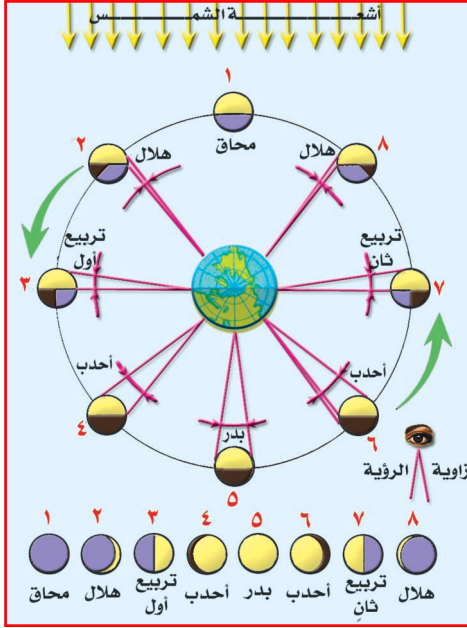 أشعـــة الشمـــس
١
محاق
٢
هلال
٨
هلال
تربيع
أول
٣
تربيع
ثان
٧
أحدب
٤
أحدب
٦
بدر
٥
زاوية الرؤية
١ ٢ ٣ ٤ ٥ ٦ ٧ ٨
محاق هلال تربيع أول أحدب بدر أحدب تربيع ثانٍ هلال